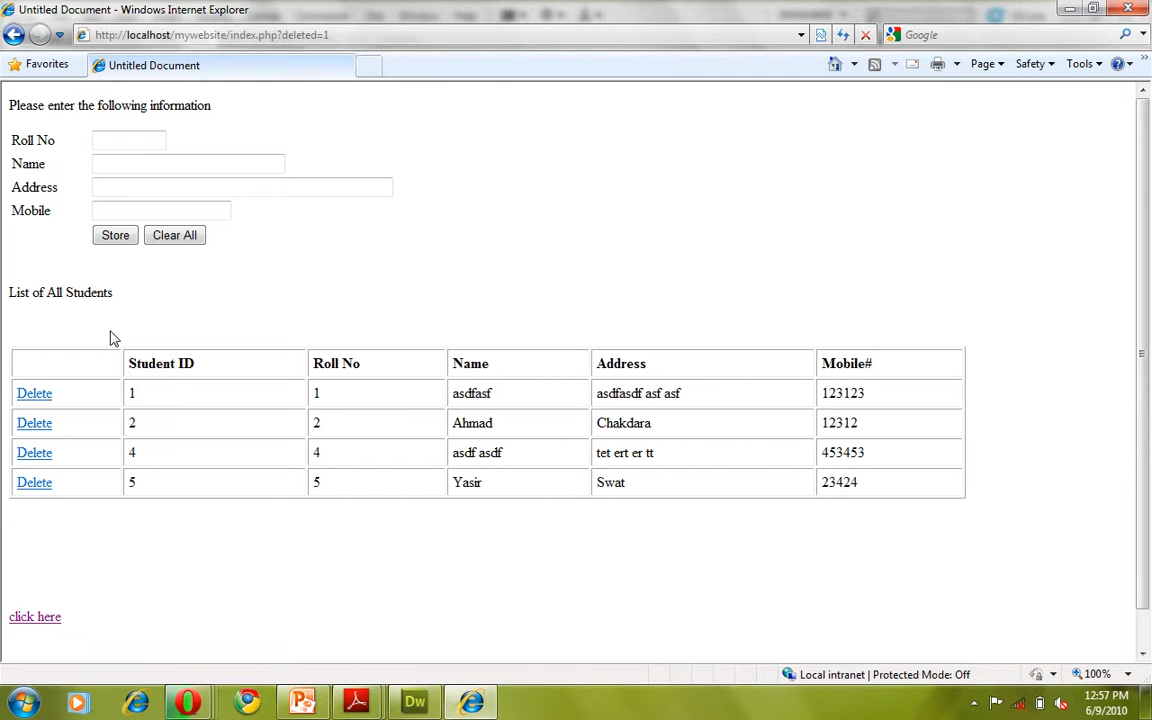 Untitled Document - Windows Internet Explorer
http://localhost/mywebsite/index.php?deleted=1
Google
Favorites
Untitled Document
Page
Safety
Tools
Please enter the following information
Roll No
Name
Address
Mobile
Store Clear All
List of All Students
Student ID Roll No Name Address Mobile#
Delete 1 1 asdfasf asdfasdf asf asf 123123
Delete 2 2 Ahmad Chakdara 12312
Delete 4 4 asdf asdf tet ert er tt 453453
Delete 5 5 Yasir Swat 23424
click here
Local intranet | Protected Mode: Off
100%
Dw
12:57 PM
6/9/2010